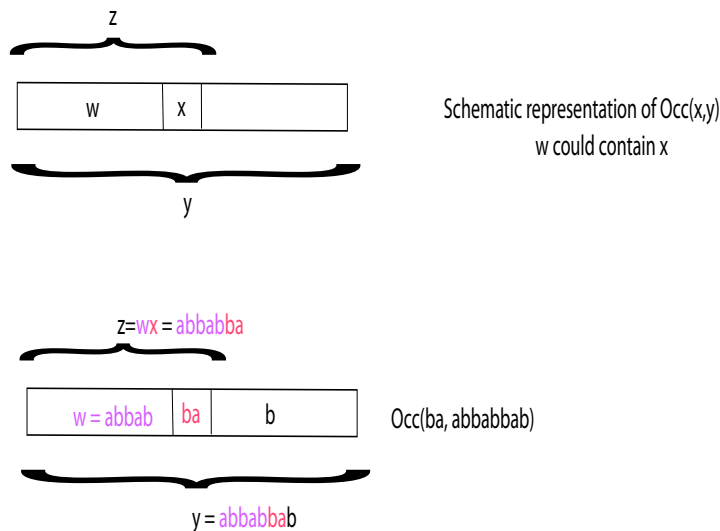 z
w x
Schematic representation of Occ(x,y)
w could contain x
y
z=wx = abbabba
w = abbab ba b
Occ(ba, abbabbab)
y = abbabbab